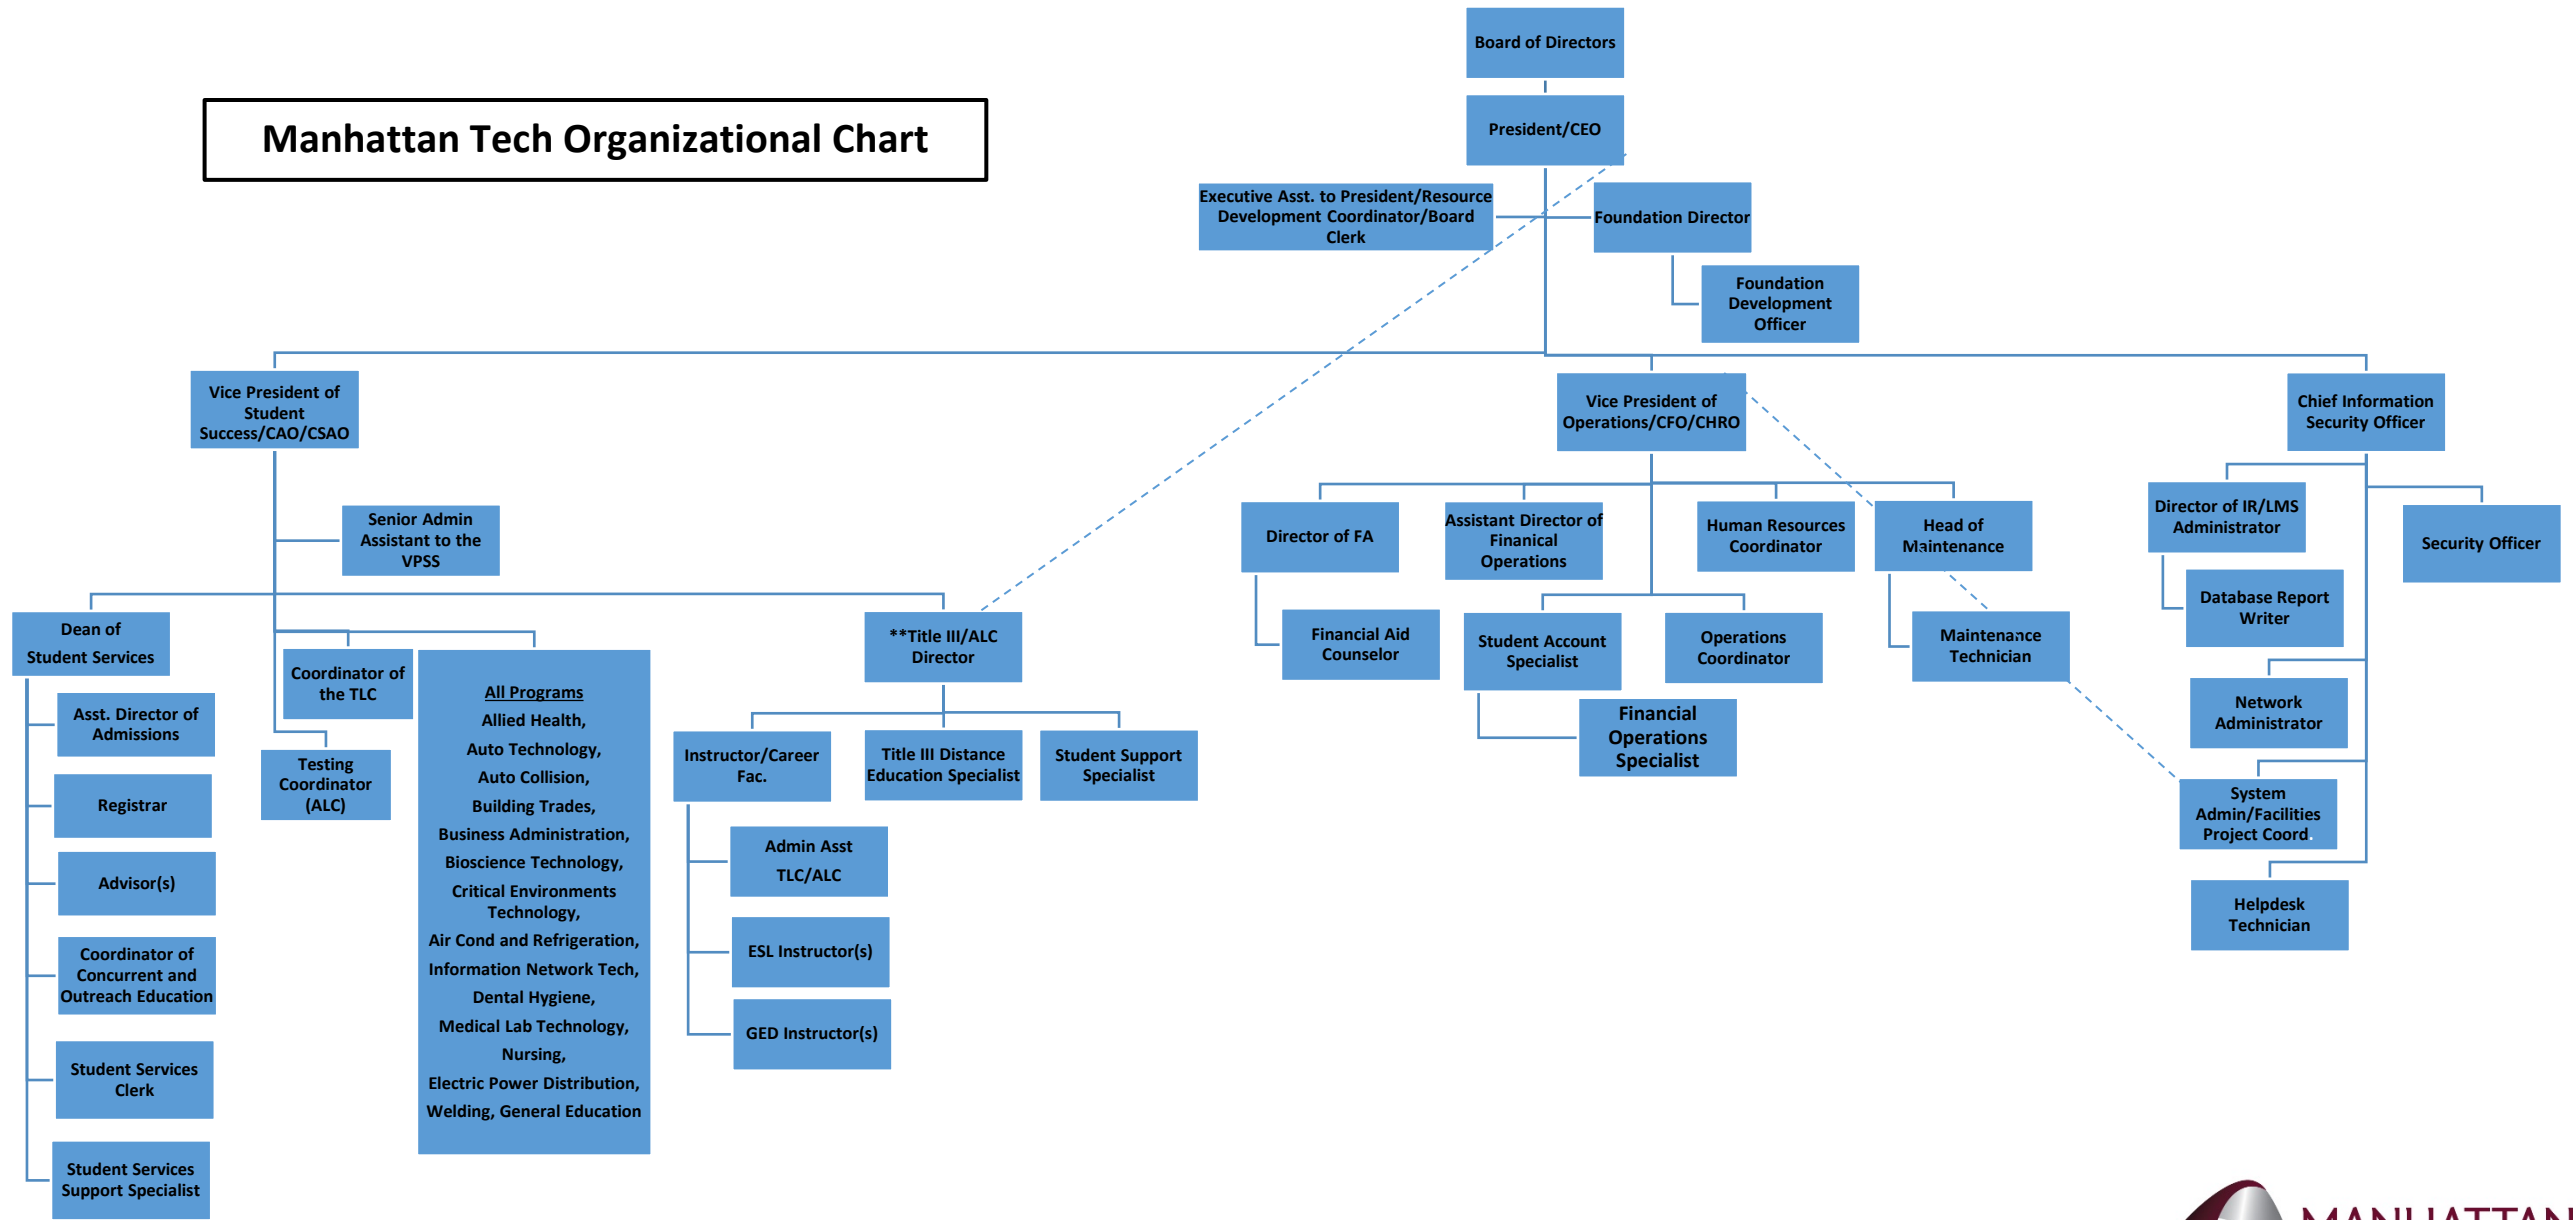 Board of Directors
Manhattan Tech Organizational Chart
President/CEO
Executive Asst. to President/Resource
Development Coordinator/Board
Clerk
Foundation Director
Foundation
Development
Officer
Vice President of
Student
Success/CAO/CSAO
Vice President of
Operations/CFO/CHRO
Chief Information
Security Officer
Senior Admin
Assistant to the
VPSS
Dean of
Student Services
Asst. Director of
Admissions
Registrar
Advisor(s)
Coordinator of
Concurrent and
Outreach Education
Student Services
Clerk
Student Services
Support Specialist
Coordinator of
the TLC
Testing
Coordinator
(ALC)
All Programs
Allied Health,
Auto Technology,
Auto Collision,
Building Trades,
Business Administration,
Bioscience Technology,
Critical Environments
Technology,
Air Cond and Refrigeration,
Information Network Tech,
Dental Hygiene,
Medical Lab Technology,
Nursing,
Electric Power Distribution,
Welding, General Education
**Title III/ALC
Director
Instructor/Career
Fac.
Title III Distance
Education Specialist
Student Support
Specialist
Admin Asst
TLC/ALC
ESL Instructor(s)
GED Instructor(s)
Director of FA
Financial Aid
Counselor
Assistant Director of
Finanical
Operations
Human Resources
Coordinator
Head of
Maintenance
Student Account
Specialist
Operations
Coordinator
Maintenance
Technician
Financial
Operations
Specialist
Director of IR/LMS
Administrator
Security Officer
Database Report
Writer
Network
Administrator
System
Admin/Facilities
Project Coord.
Helpdesk
Technician
MANHATTAN